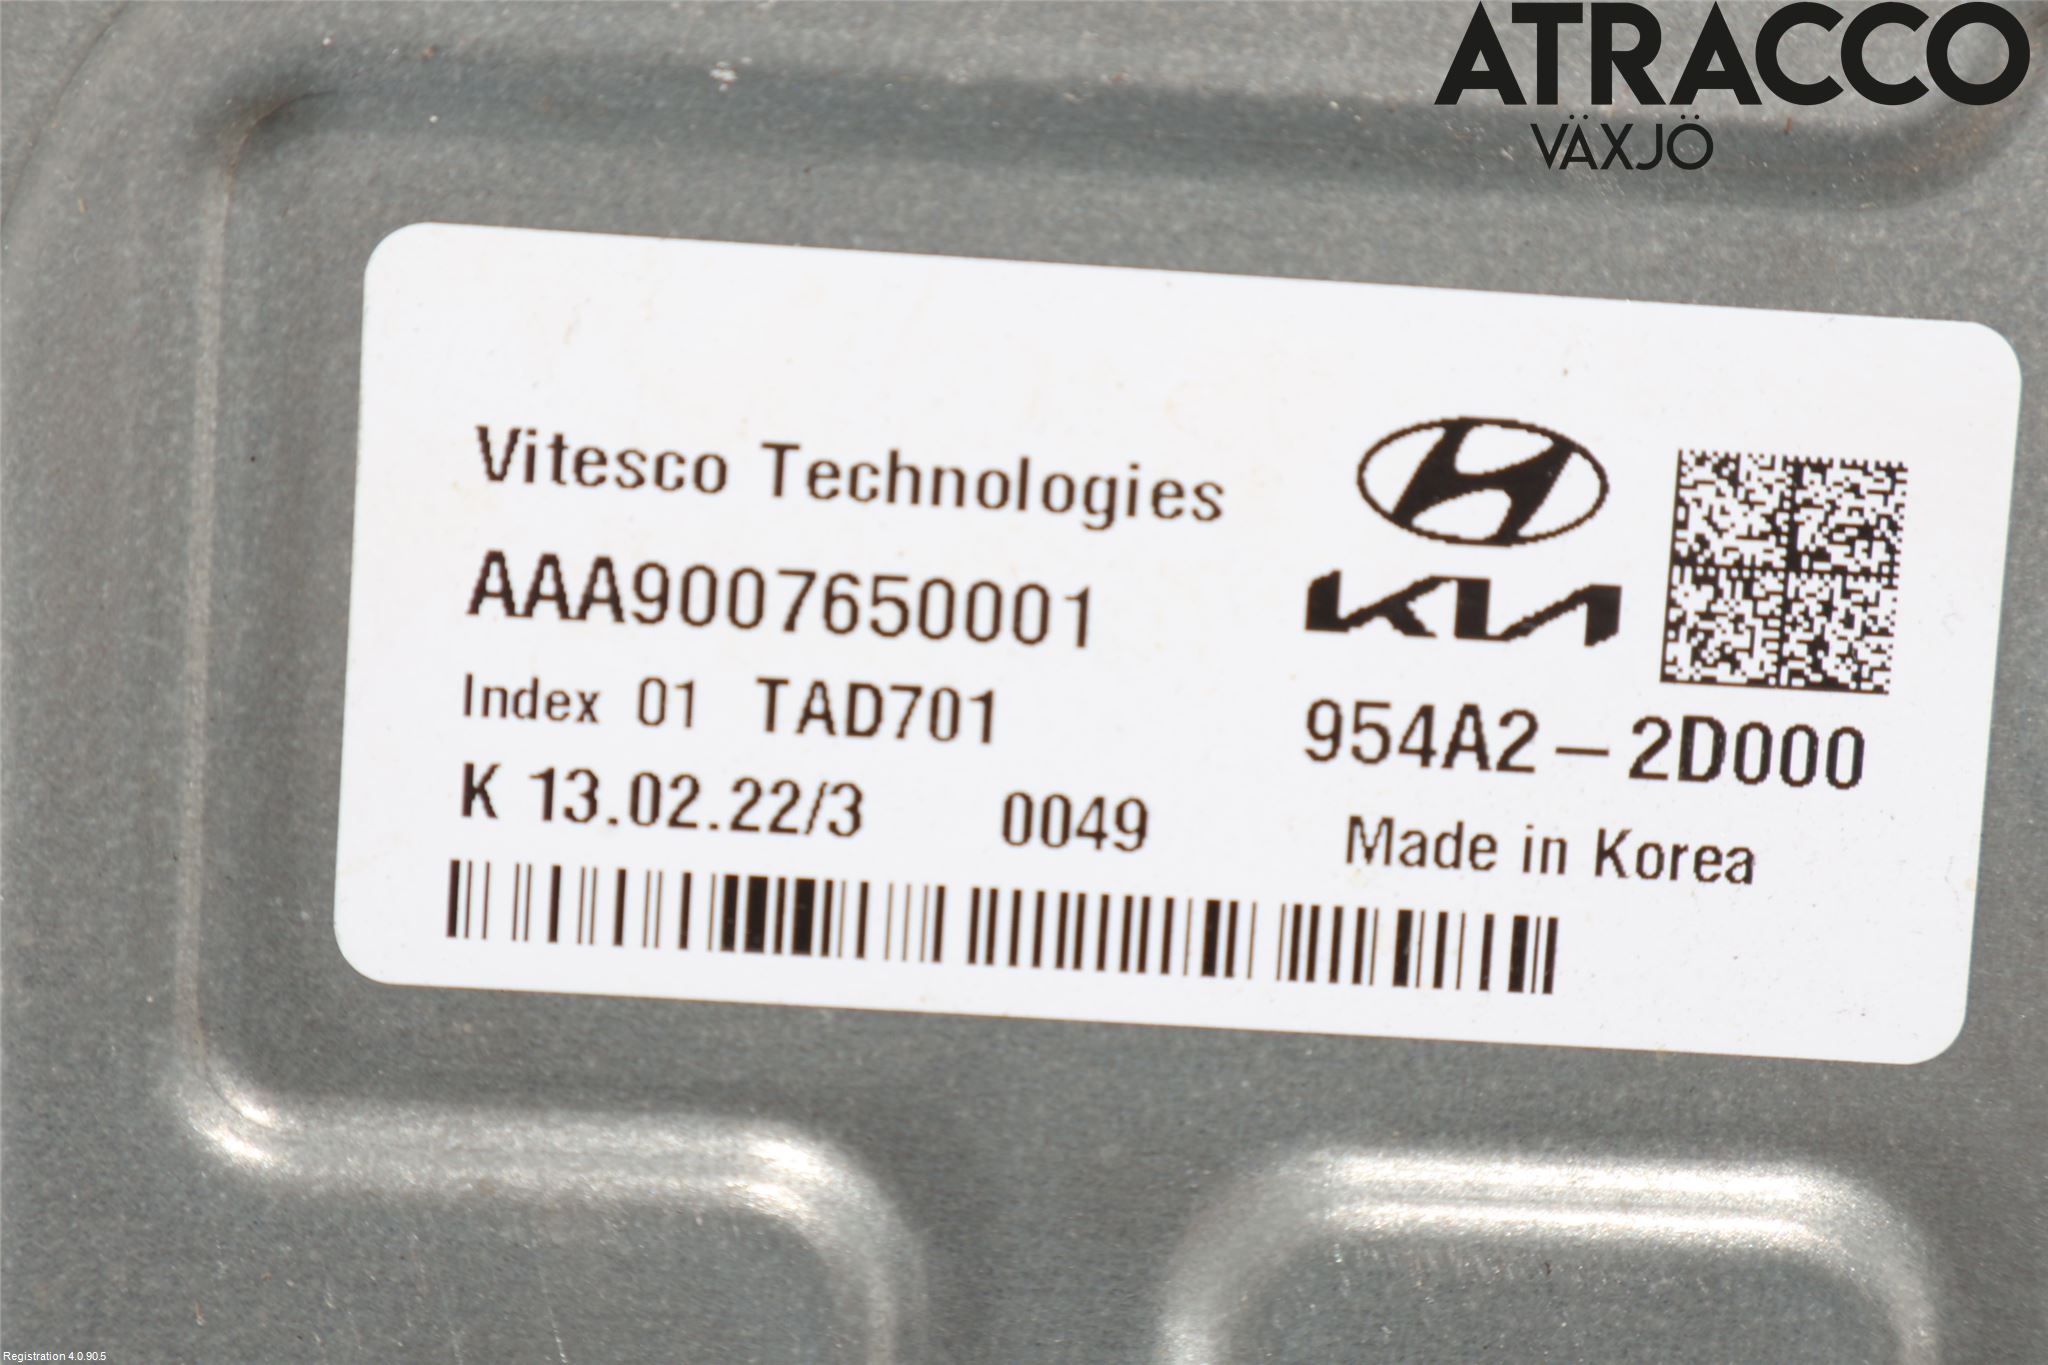 ATRACCO
VÄXJÖ
Vitesco Technologies
AAA9007650001
KIA
Index 01 TAD701
954A2-2D000
K 13.02.22/3 0049
Made in Korea
Registration 4.0.90.5